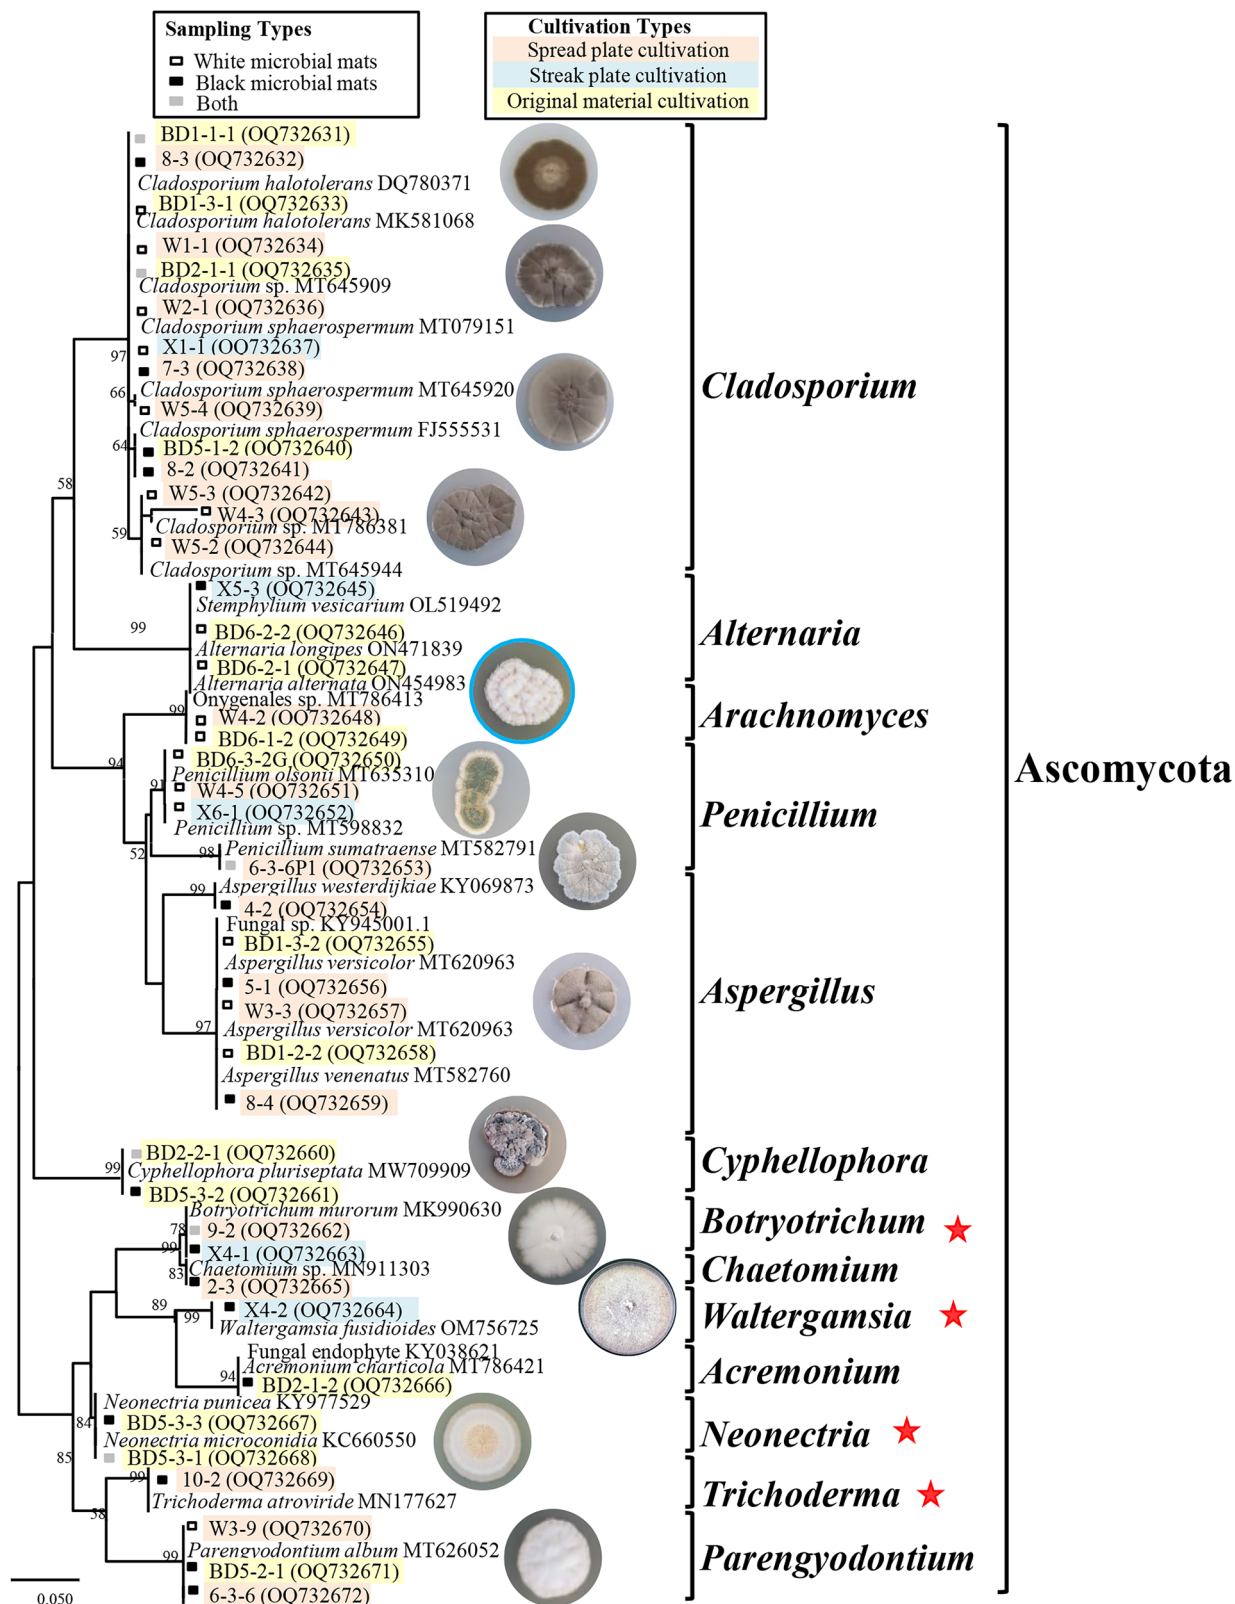 Sampling Types
White microbial mats
Black microbial mats
Both
Cultivation Types
Spread plate cultivation
Streak plate cultivation
Original material cultivation
BD1-1-1 (OQ732631)
8-3 (OQ732632)
Cladosporium halotolerans DQ780371
BD1-3-1 (OQ732633)
Cladosporium halotolerans MK581068
W1-1 (OQ732634)
BD2-1-1 (OQ732635)
Cladosporium sp. MT645909
W2-1 (OQ732636)
Cladosporium sphaerospermum MT079151
X1-1 (OQ732637)
97
7-3 (OQ732638)
Cladosporium sphaerospermum MT645920
66
W5-4 (OQ732639)
Cladosporium sphaerospermum FJ555531
64
BD5-1-2 (OQ732640)
8-2 (OQ732641)
58
W5-3 (OQ732642)
W4-3 (OQ732643)
Cladosporium sp. MT786381
59
W5-2 (OQ732644)
Cladosporium sp. MT645944
Cladosporium
X5-3 (OQ732645)
Stemphylium vesicarium OL519492
99
BD6-2-2 (OQ732646)
Alternaria longipes ON471839
BD6-2-1 (OQ732647)
Alternaria alternata ON454983
Alternaria
Onygenales sp. MT786413
99
W4-2 (OQ732648)
BD6-1-2 (OQ732649)
Arachnomyces
94
BD6-3-2G (OQ732650)
Penicillium olsonii MT635310
91
W4-5 (OQ732651)
X6-1 (OQ732652)
Penicillium sp. MT598832
52
Penicillium sumatraense MT582791
98
6-3-6P1 (OQ732653)
Penicillium
Ascomycota
Aspergillus westerdijkiae KY069873
99
4-2 (OQ732654)
Fungal sp. KY945001.1
BD1-3-2 (OQ732655)
Aspergillus versicolor MT620963
5-1 (OQ732656)
W3-3 (OQ732657)
97
Aspergillus versicolor MT620963
BD1-2-2 (OQ732658)
Aspergillus venenatus MT582760
8-4 (OQ732659)
Aspergillus
BD2-2-1 (OQ732660)
99
Cyphellophora pluriseptata MW709909
BD5-3-2 (OQ732661)
Cyphellophora
Botryotrichum murorum MK990630
78
9-2 (OQ732662)
99
X4-1 (OQ732663)
Botryotrichum
Chaetomium sp. MN911303
83
2-3 (OQ732665)
Chaetomium
89
99
X4-2 (OQ732664)
Waltergamsia fusidioides OM756725
Waltergamsia
Fungal endophyte KY038621
Acremonium charticola MT786421
94
BD2-1-2 (OQ732666)
Acremonium
Neonectria punicea KY977529
84
BD5-3-3 (OQ732667)
Neonectria microconidia KC660550
85
BD5-3-1 (OQ732668)
Neonectria
99
10-2 (OQ732669)
Trichoderma atroviride MN177627
Trichoderma
58
W3-9 (OQ732670)
Parengyodontium album MT626052
99
BD5-2-1 (OQ732671)
6-3-6 (OQ732672)
Parengyodontium
0.050